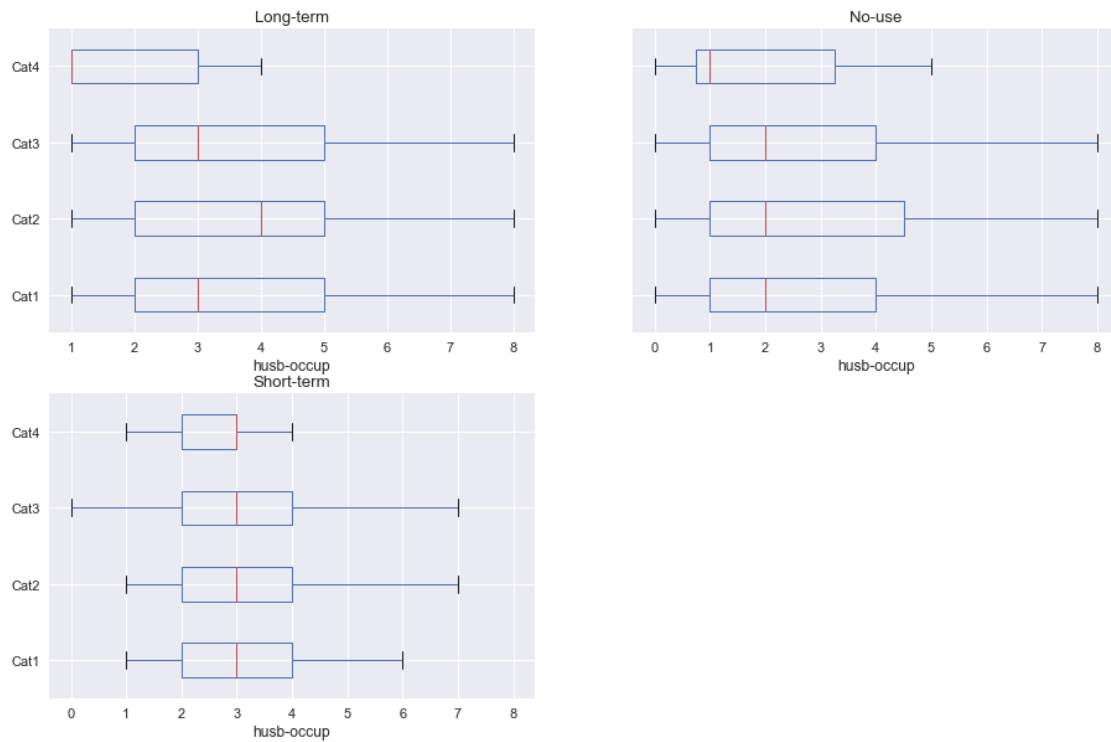 Long-term
Cat4
Cat3
Cat2
Cat1
1 2 3 4 5 6 7 8
husb-occup
No-use
0 1 2 3 4 5 6 7 8
husb-occup
Short-term
Cat4
Cat3
Cat2
Cat1
0 1 2 3 4 5 6 7 8
husb-occup